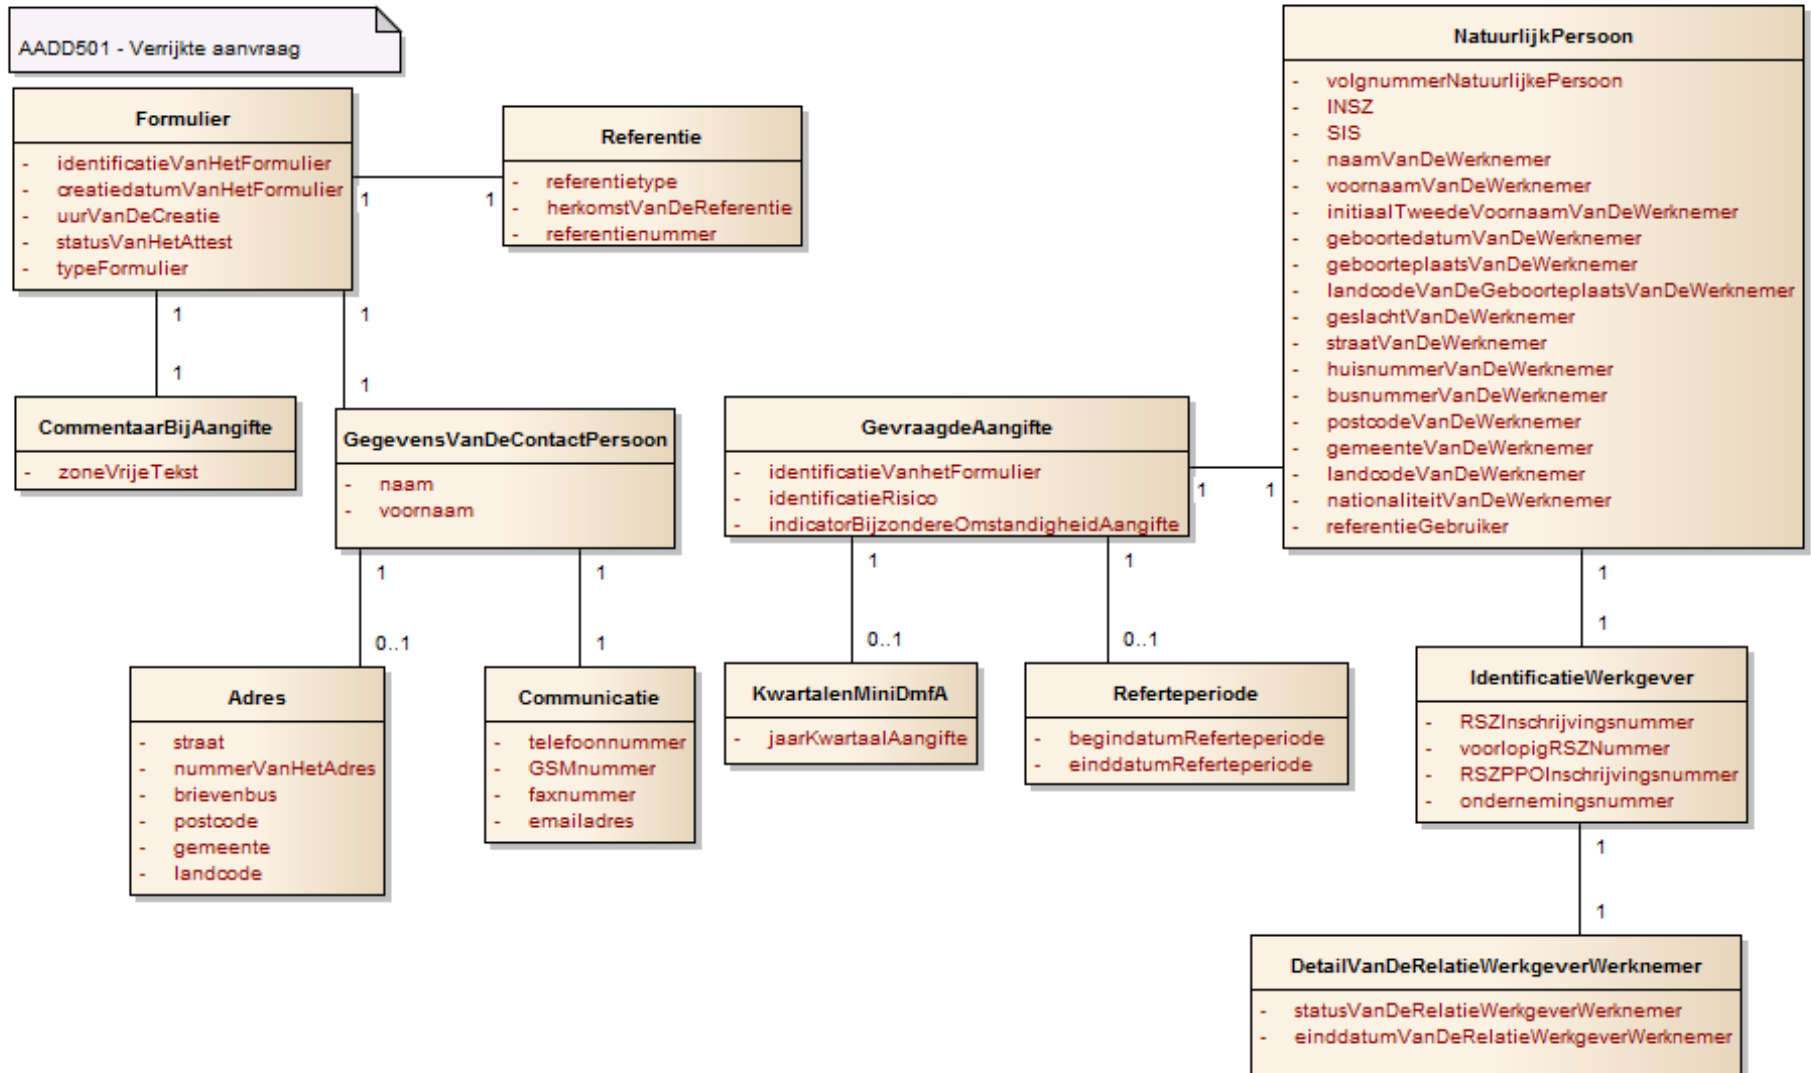 AADD501 - Verrijkte aanvraag
Formulier
- identificatieVanHetFormulier
- creatiedatumVanHetFormulier
- uurVanDeCreatie
- statusVanHetAttest
- typeFormulier
1
1
Referentie
- referentietype
- herkomstVanDeReferentie
- referentienummer
1
1
1
1
CommentaarBijAangifte
- zoneVrijeTekst
GegevensVanDeContactPersoon
- naam
- voornaam
1
0..1
1
1
Adres
- straat
- nummerVanHetAdres
- brievenbus
- postcode
- gemeente
- landcode
Communicatie
- telefoonnummer
- GSMnummer
- faxnummer
- emailadres
GevraagdeAangifte
- identificatieVanhetFormulier
- identificatieRisico
- indicatorBijzondereOmstandigheidAangifte
1
1
1
0..1
1
0..1
KwartalenMiniDmfA
- jaarKwartaalAangifte
Referteperiode
- begindatumReferteperiode
- einddatumReferteperiode
NatuurlijkPersoon
- volgnummerNatuurlijkePersoon
- INSZ
- SIS
- naamVanDeWerknemer
- voornaamVanDeWerknemer
- initiaalTweedeVoornaamVanDeWerknemer
- geboortedatumVanDeWerknemer
- geboorteplaatsVanDeWerknemer
- landcodeVanDeGeboorteplaatsVanDeWerknemer
- geslachtVanDeWerknemer
- straatVanDeWerknemer
- huisnummerVanDeWerknemer
- busnummerVanDeWerknemer
- postcodeVanDeWerknemer
- gemeenteVanDeWerknemer
- landcodeVanDeWerknemer
- nationaliteitVanDeWerknemer
- referentieGebruiker
1
1
IdentificatieWerkgever
- RSZInschrijvingsnummer
- voorlopigRSZNummer
- RSZPPOInschrijvingsnummer
- ondernemingsnummer
1
1
DetailVanDeRelatieWerkgeverWerknemer
- statusVanDeRelatieWerkgeverWerknemer
- einddatumVanDeRelatieWerkgeverWerknemer